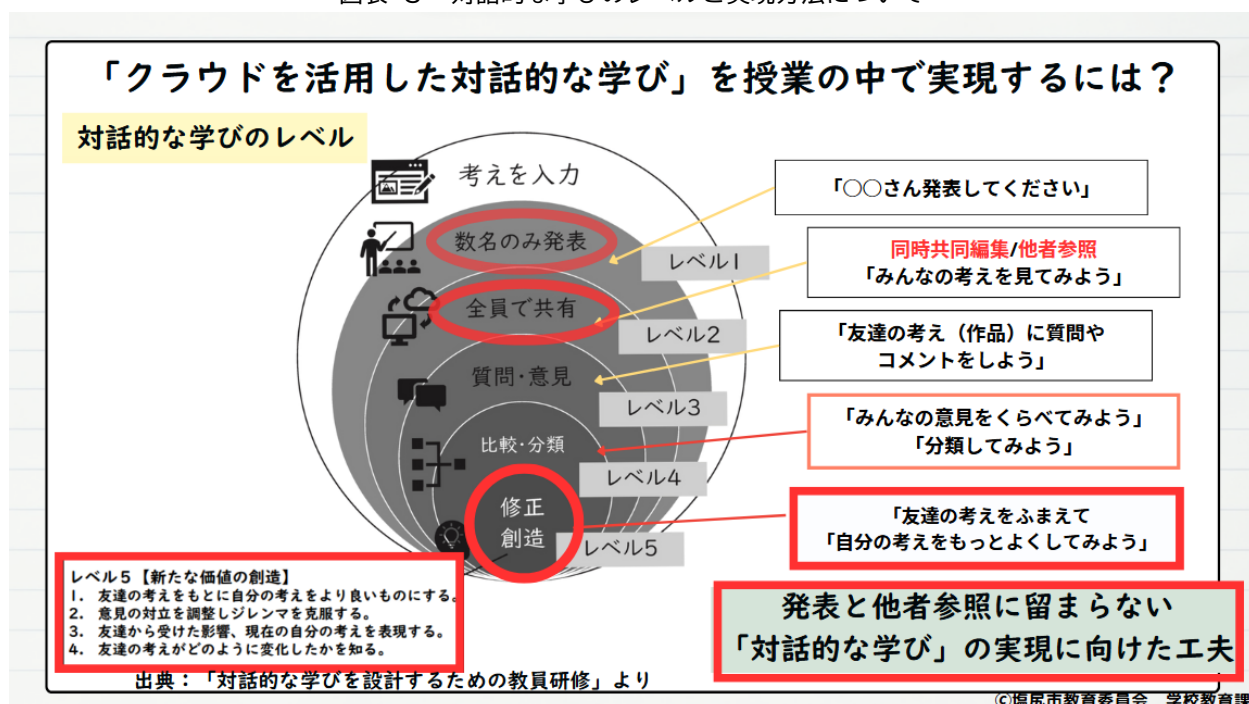 「クラウドを活用した対話的な学び」を授業の中で実現するには?
対話的な学びのレベル
考えを入力
数名のみ発表
レベル1
全員で共有
レベル2
質問・意見
レベル3
比較・分類
レベル4
修正
創造
レベル5
「○○さん発表してください」
同時共同編集/他者参照
「みんなの考えを見てみよう」
「友達の考え(作品)に質問や
コメントをしよう」
「みんなの意見をくらべてみよう」
「分類してみよう」
「友達の考えをふまえて
「自分の考えをもっとよくしてみよう」
レベル5【新たな価値の創造】
1. 友達の考えをもとに自分の考えをより良いものにする。
2. 意見の対立を調整しジレンマを克服する。
3. 友達から受けた影響、現在の自分の考えを表現する。
4. 友達の考えがどのように変化したかを知る。
発表と他者参照に留まらない
「対話的な学び」の実現に向けた工夫
出典:「対話的な学びを設計するための教員研修」より
©塩尻市教育委員会 学校教育課